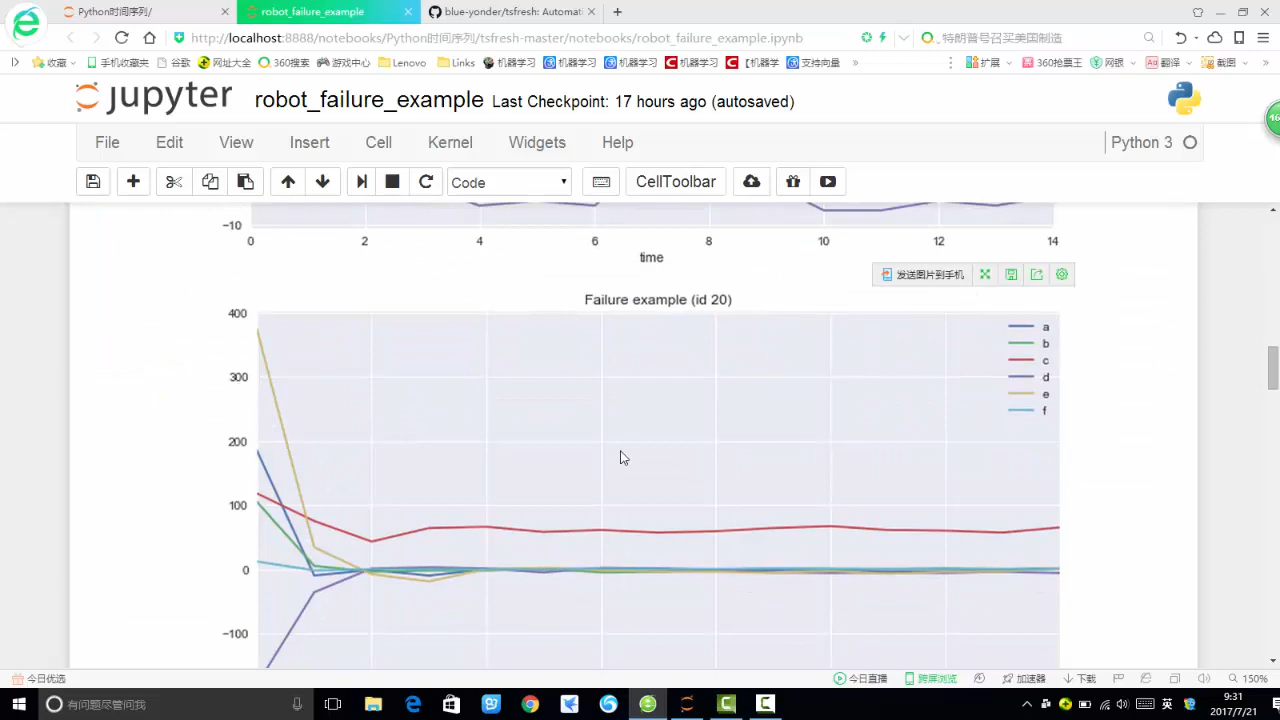 Python时间序列/
robot_failure_example
blue-yonder/tsfresh: Automati
http://localhost:8888/notebooks/Python时间序列/tsfresh-master/notebooks/robot_failure_example.ipynb
特朗普号召买美国制造
收藏 手机收藏夹 谷歌 网址大全 360搜索 游戏中心 Lenovo Links 机器学习 机器学习 机器学习 机器学习 【机器学 支持向量 » 扩展 360抢票王 网银 翻译 截图 »
jupyter robot_failure_example Last Checkpoint: 17 hours ago (autosaved)
File Edit View Insert Cell Kernel Widgets Help Python 3
Code CellToolbar
−10
0 2 4 6 8 10 12 14
time
发送图片到手机
Failure example (id 20)
400
300
200
100
0
−100
a
b
c
d
e
f
今日优选 今日直播 跨屏浏览 加速器 下载 150%
有问题尽管问我
英
9:31
2017/7/21